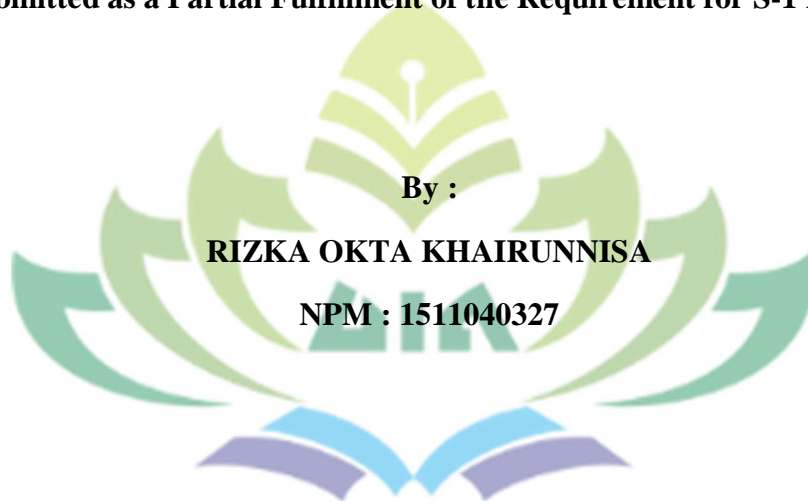 as a Partial Fulfillment of the Requirement for S-1
By :
RIZKA OKTA KHAIRUNNISA
NPM : 1511040327